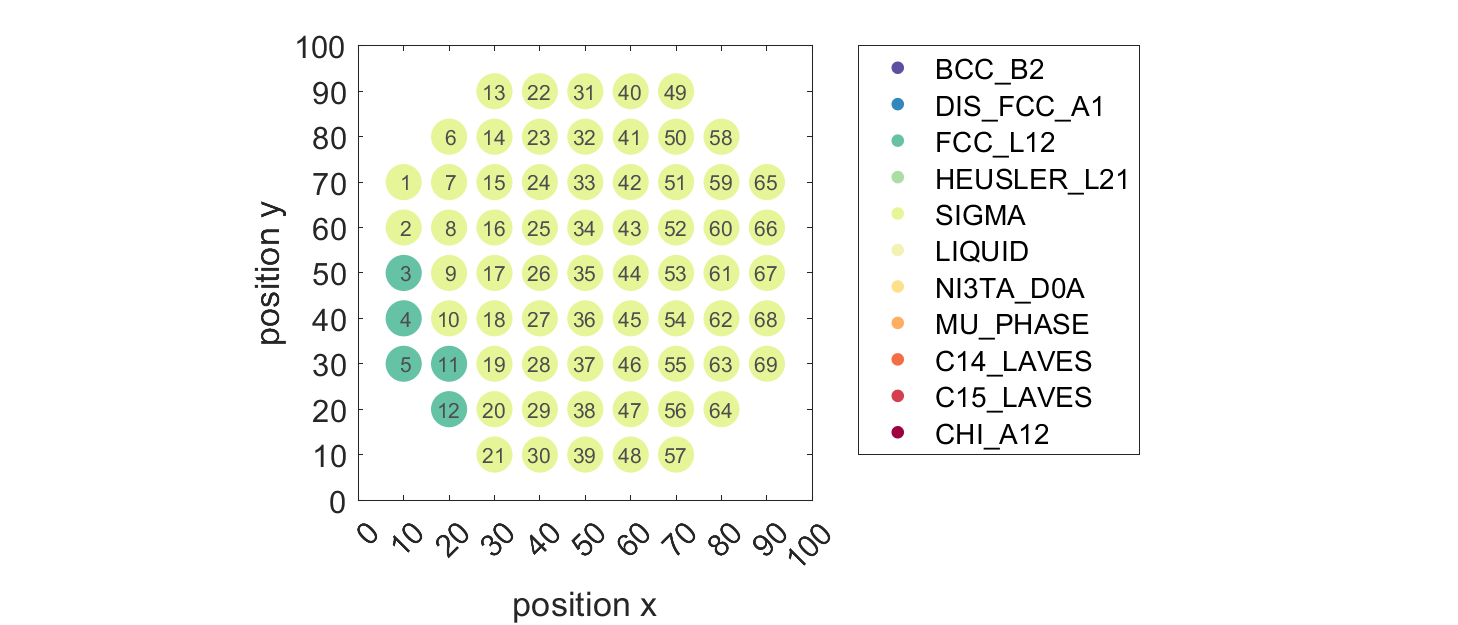 100
90
80
70
60
50
40
30
20
10
0
position y
13 22 31 40 49
6 14 23 32 41 50 58
1 7 15 24 33 42 51 59 65
2 8 16 25 34 43 52 60 66
3 9 17 26 35 44 53 61 67
4 10 18 27 36 45 54 62 68
5 11 19 28 37 46 55 63 69
12 20 29 38 47 56 64
21 30 39 48 57
0 10 20 30 40 50 60 70 80 90 100
position x
BCC_B2
DIS_FCC_A1
FCC_L12
HEUSLER_L21
SIGMA
LIQUID
NI3TA_D0A
MU_PHASE
C14_LAVES
C15_LAVES
CHI_A12